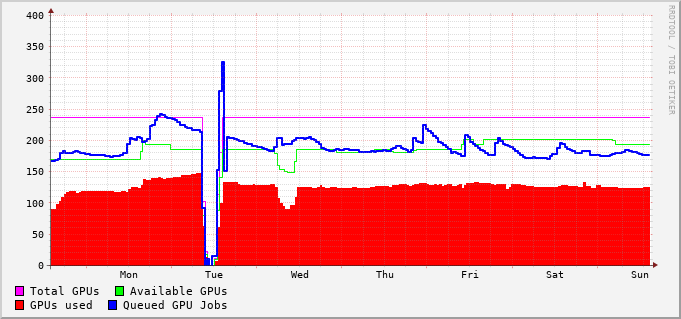 400
350
300
250
200
150
100
50
0
Mon Tue Wed Thu Fri Sat Sun
Total GPUs Available GPUs
GPUs used Queued GPU Jobs
RRDTOOL / TOBI OETIKER